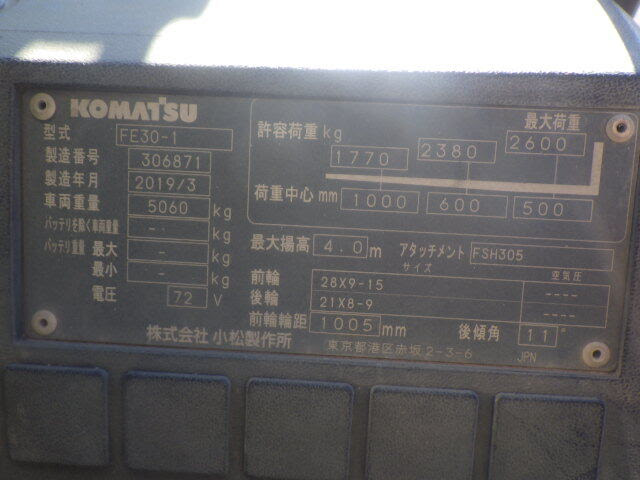 KOMATSU
型式 FE30-1
製造番号 306871
製造年月 2019/3
車両重量 5060 kg
バッテリを除く車両重量 - kg
バッテリ重量 最大 - kg
最小 - kg
電圧 72 V
許容荷重 kg 1770 2380 最大荷重 2600
荷重中心 mm 1000 600 500
最大揚高 4.0 m アタッチメント FSH305
サイズ 空気圧
前輪 28X9-15 ----
後輪 21X8-9 ----
前輪輪距 1005 mm 後傾角 11°
株式会社 小松製作所 東京都港区赤坂2-3-6 JPN